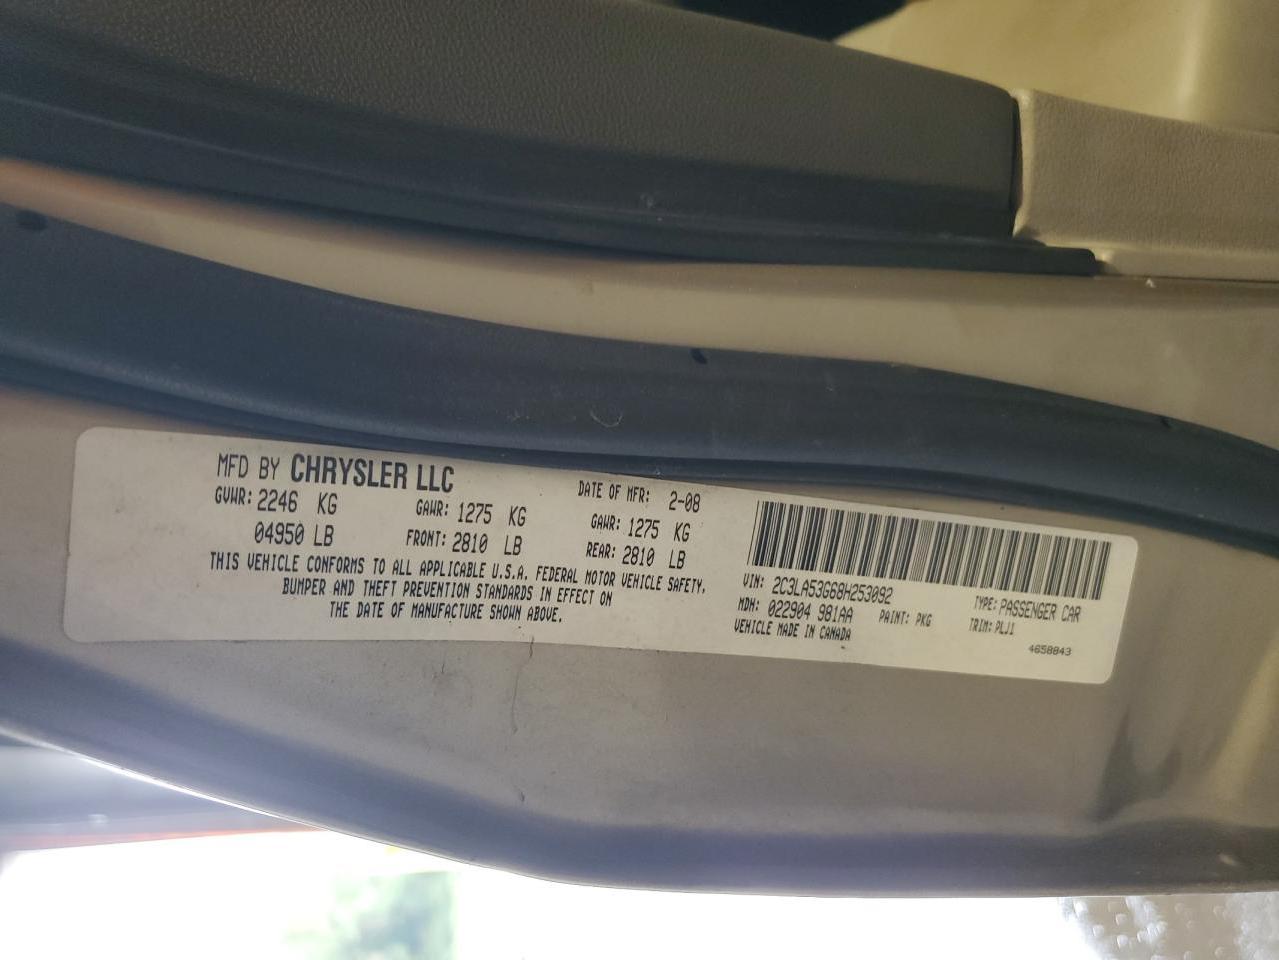 MFD BY CHRYSLER LLC
DATE OF MFR: 2-08
GVWR: 2246 KG
GAWR: 1275 KG
GAWR: 1275 KG
04950 LB
FRONT: 2810 LB
REAR: 2810 LB
THIS VEHICLE CONFORMS TO ALL APPLICABLE U.S.A. FEDERAL MOTOR VEHICLE SAFETY,
BUMPER AND THEFT PREVENTION STANDARDS IN EFFECT ON
THE DATE OF MANUFACTURE SHOWN ABOVE.
VIN: 2C3LA53G68H253092
TYPE: PASSENGER CAR
MDH: 022904 981AA
PAINT: PKG
TRIM: PLJ1
VEHICLE MADE IN CANADA
4658843